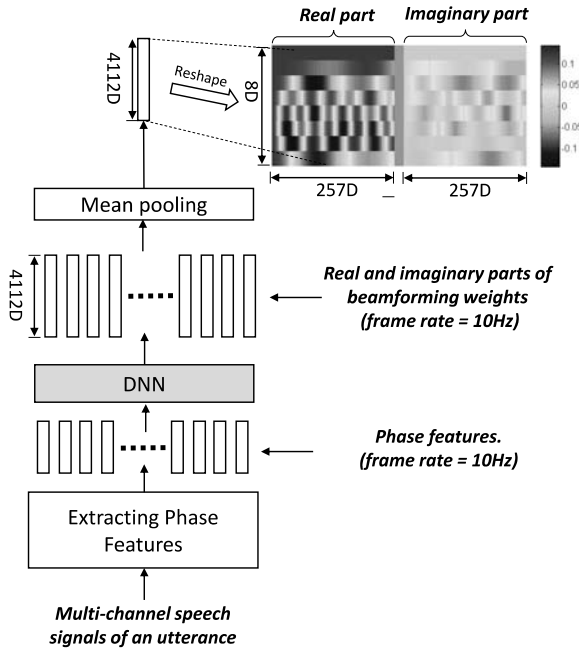 Real part
Imaginary part
4112D
Reshape
8D
0.1
0.05
0
-0.05
-0.1
257D
257D
Mean pooling
4112D
Real and imaginary parts of
beamforming weights
(frame rate = 10Hz)
DNN
Phase features.
(frame rate = 10Hz)
Extracting Phase
Features
Multi-channel speech
signals of an utterance